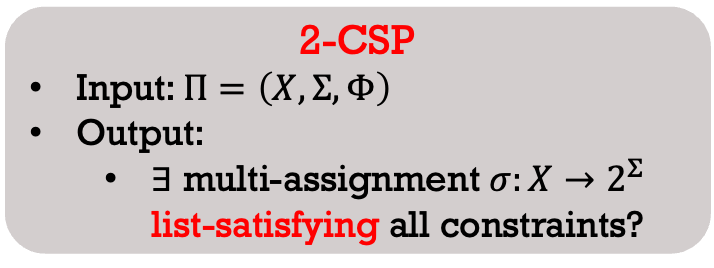 2-CSP
• Input: Π = (X, Σ, Φ)
• Output:
• ∃ multi-assignment σ: X → 2^Σ
list-satisfying all constraints?